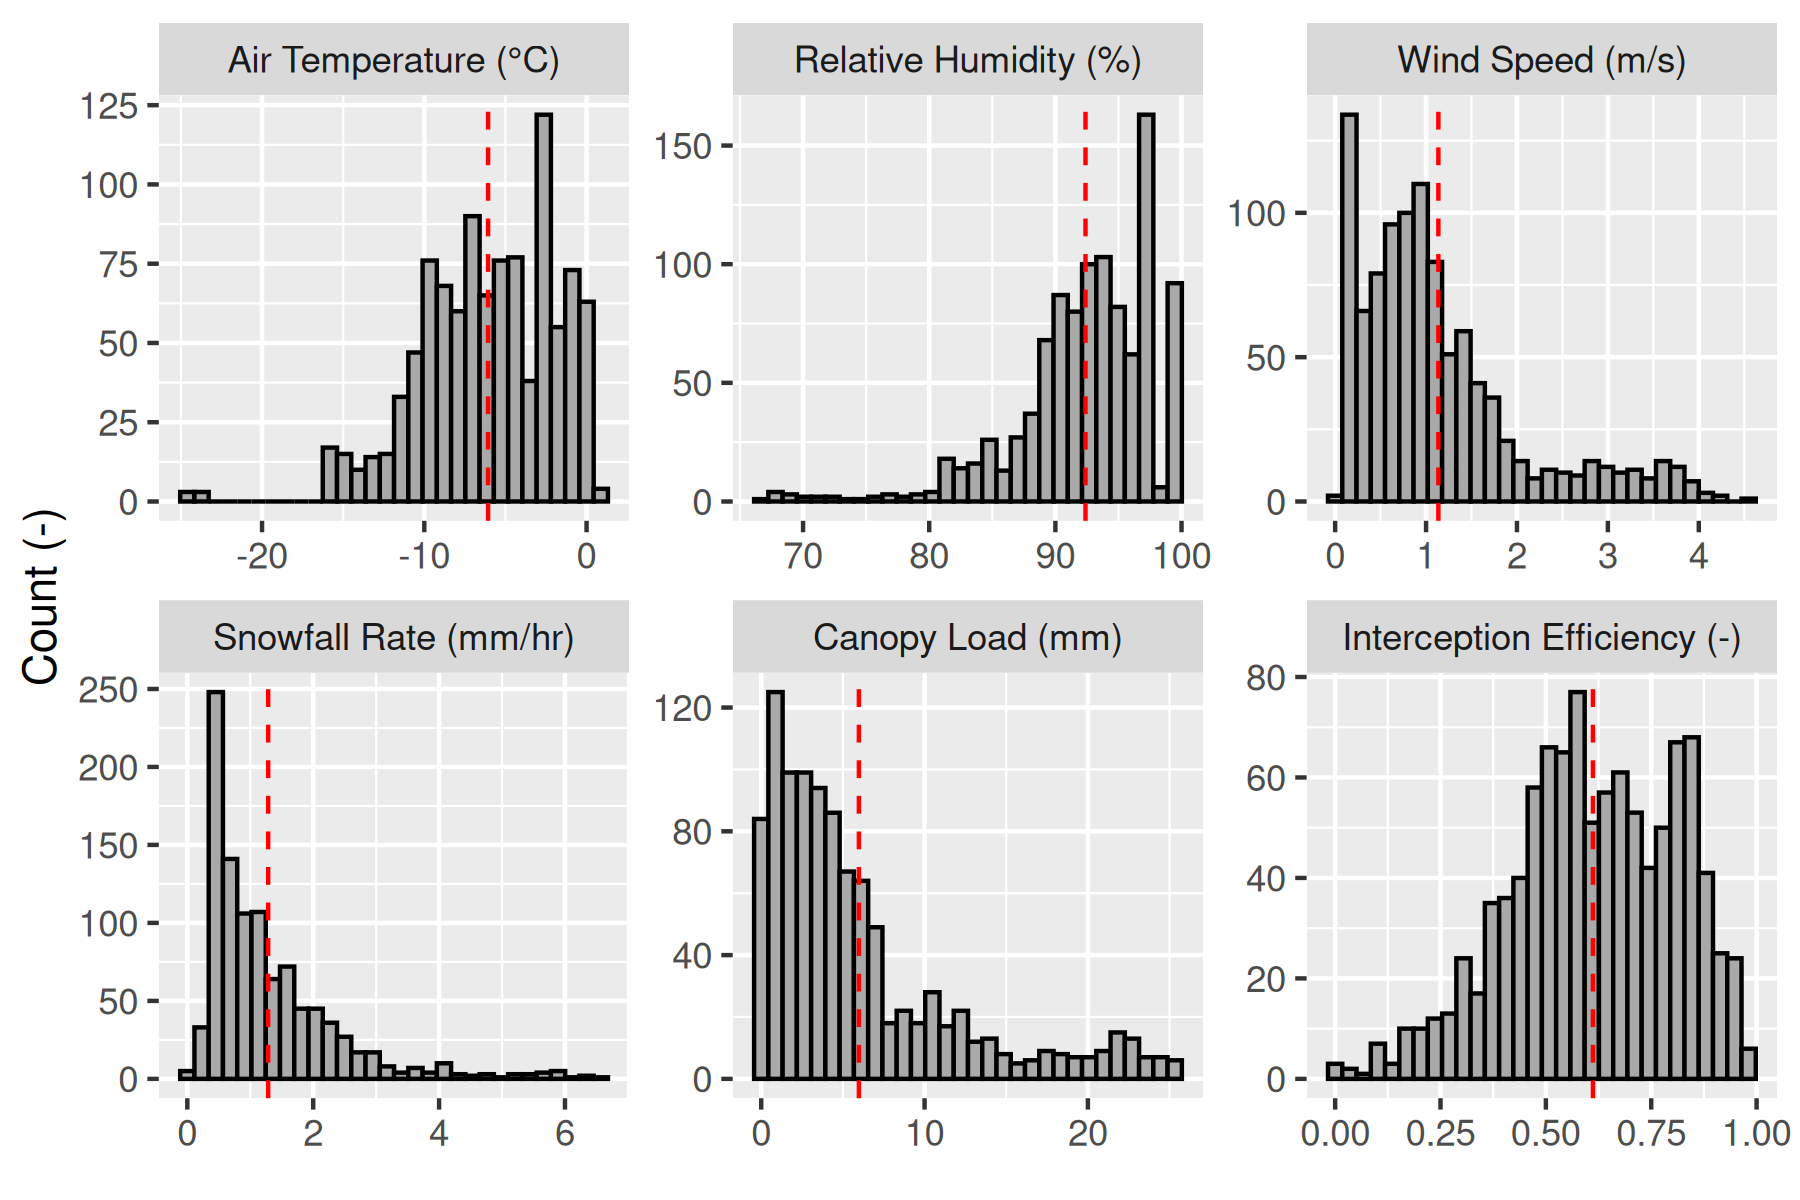 Air Temperature (°C)
Relative Humidity (%)
Wind Speed (m/s)
125
100
75
50
25
0
150
100
50
0
100
50
0
-20 -10 0
70 80 90 100
0 1 2 3 4
Count (-)
Snowfall Rate (mm/hr)
Canopy Load (mm)
Interception Efficiency (-)
250
200
150
100
50
0
120
80
40
0
80
60
40
20
0
0 2 4 6
0 10 20
0.00 0.25 0.50 0.75 1.00